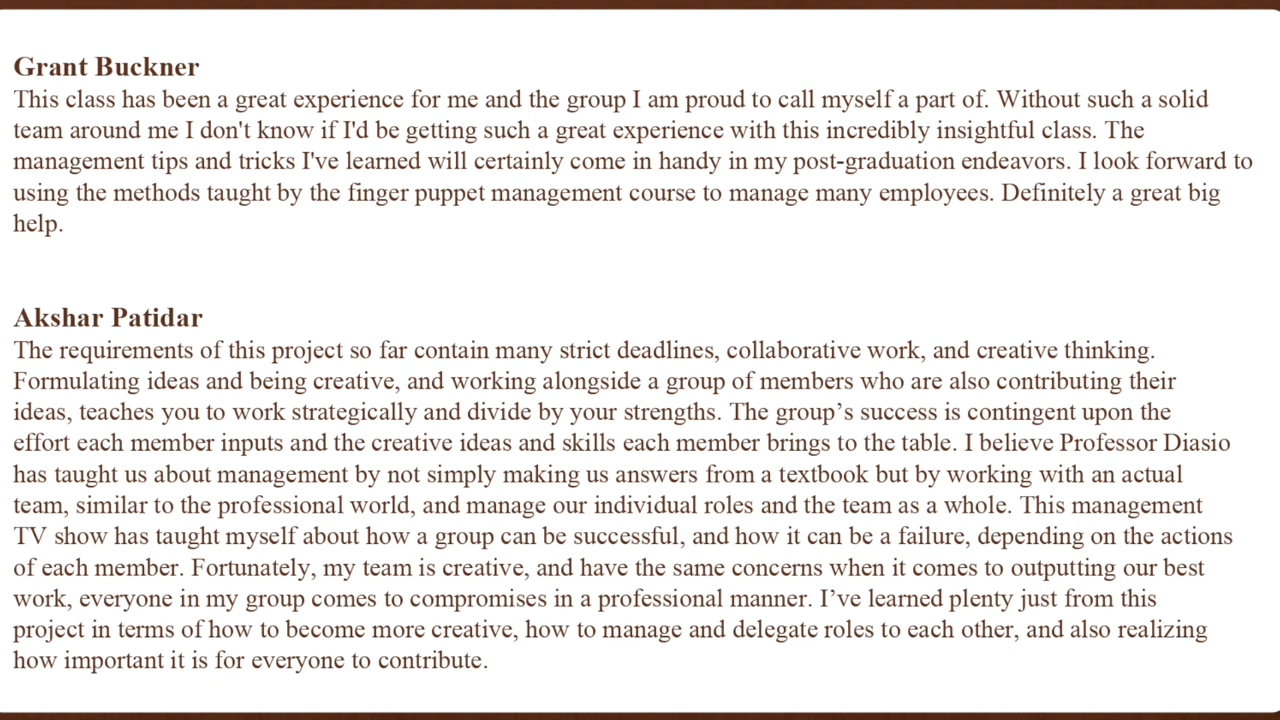 Grant Buckner
This class has been a great experience for me and the group I am proud to call myself a part of. Without such a solid
team around me I don't know if I'd be getting such a great experience with this incredibly insightful class. The
management tips and tricks I've learned will certainly come in handy in my post-graduation endeavors. I look forward to
using the methods taught by the finger puppet management course to manage many employees. Definitely a great big
help.
Akshar Patidar
The requirements of this project so far contain many strict deadlines, collaborative work, and creative thinking.
Formulating ideas and being creative, and working alongside a group of members who are also contributing their
ideas, teaches you to work strategically and divide by your strengths. The group’s success is contingent upon the
effort each member inputs and the creative ideas and skills each member brings to the table. I believe Professor Diasio
has taught us about management by not simply making us answers from a textbook but by working with an actual
team, similar to the professional world, and manage our individual roles and the team as a whole. This management
TV show has taught myself about how a group can be successful, and how it can be a failure, depending on the actions
of each member. Fortunately, my team is creative, and have the same concerns when it comes to outputting our best
work, everyone in my group comes to compromises in a professional manner. I’ve learned plenty just from this
project in terms of how to become more creative, how to manage and delegate roles to each other, and also realizing
how important it is for everyone to contribute.